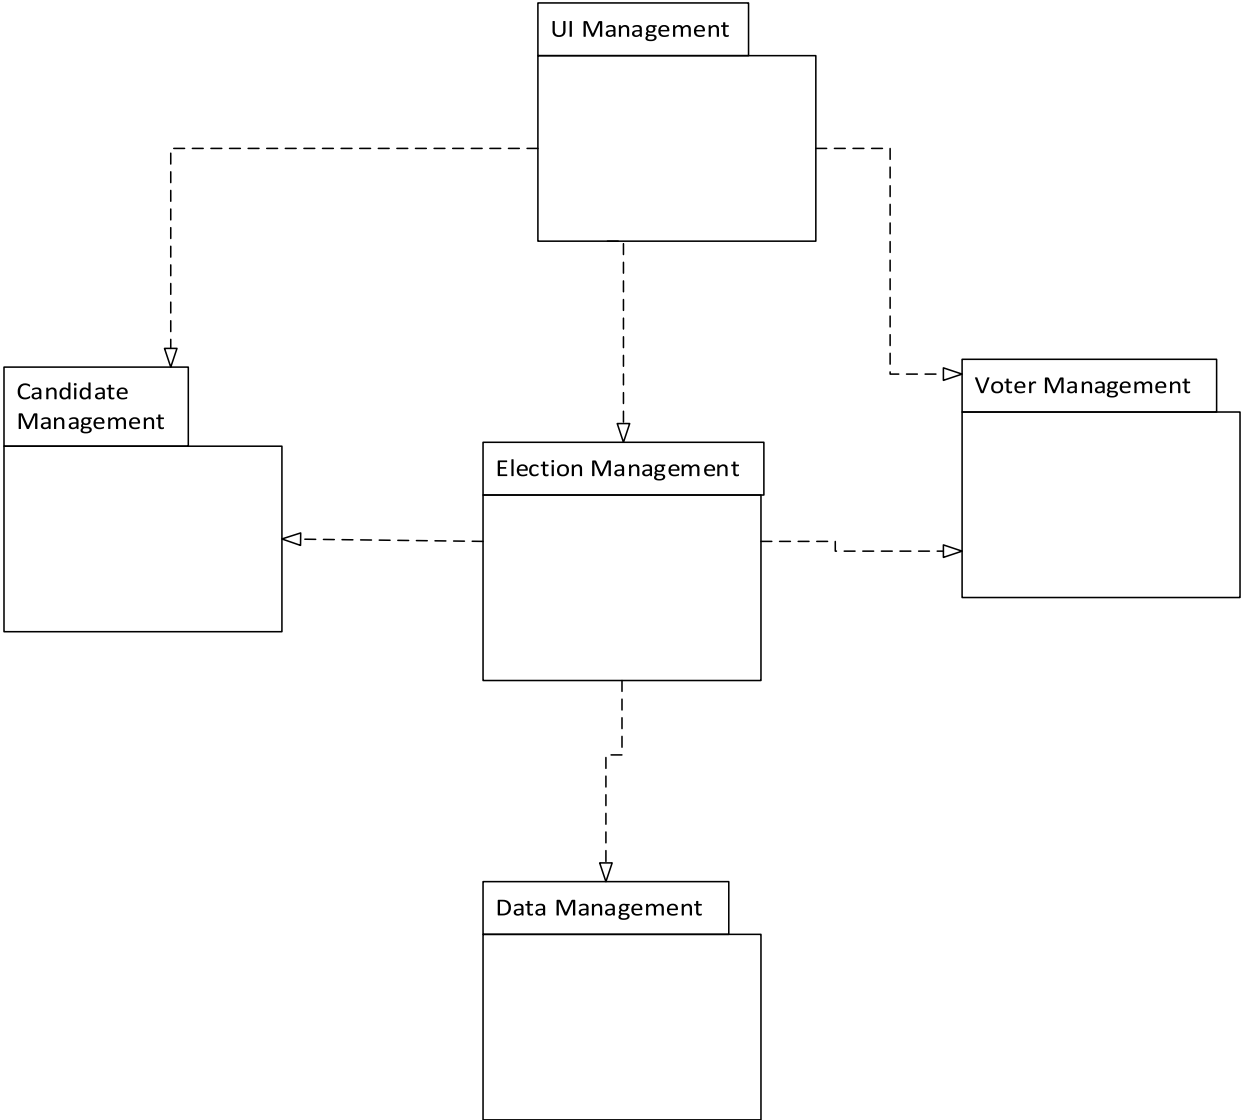 UI Management
Candidate
Management
Voter Management
Election Management
Data Management